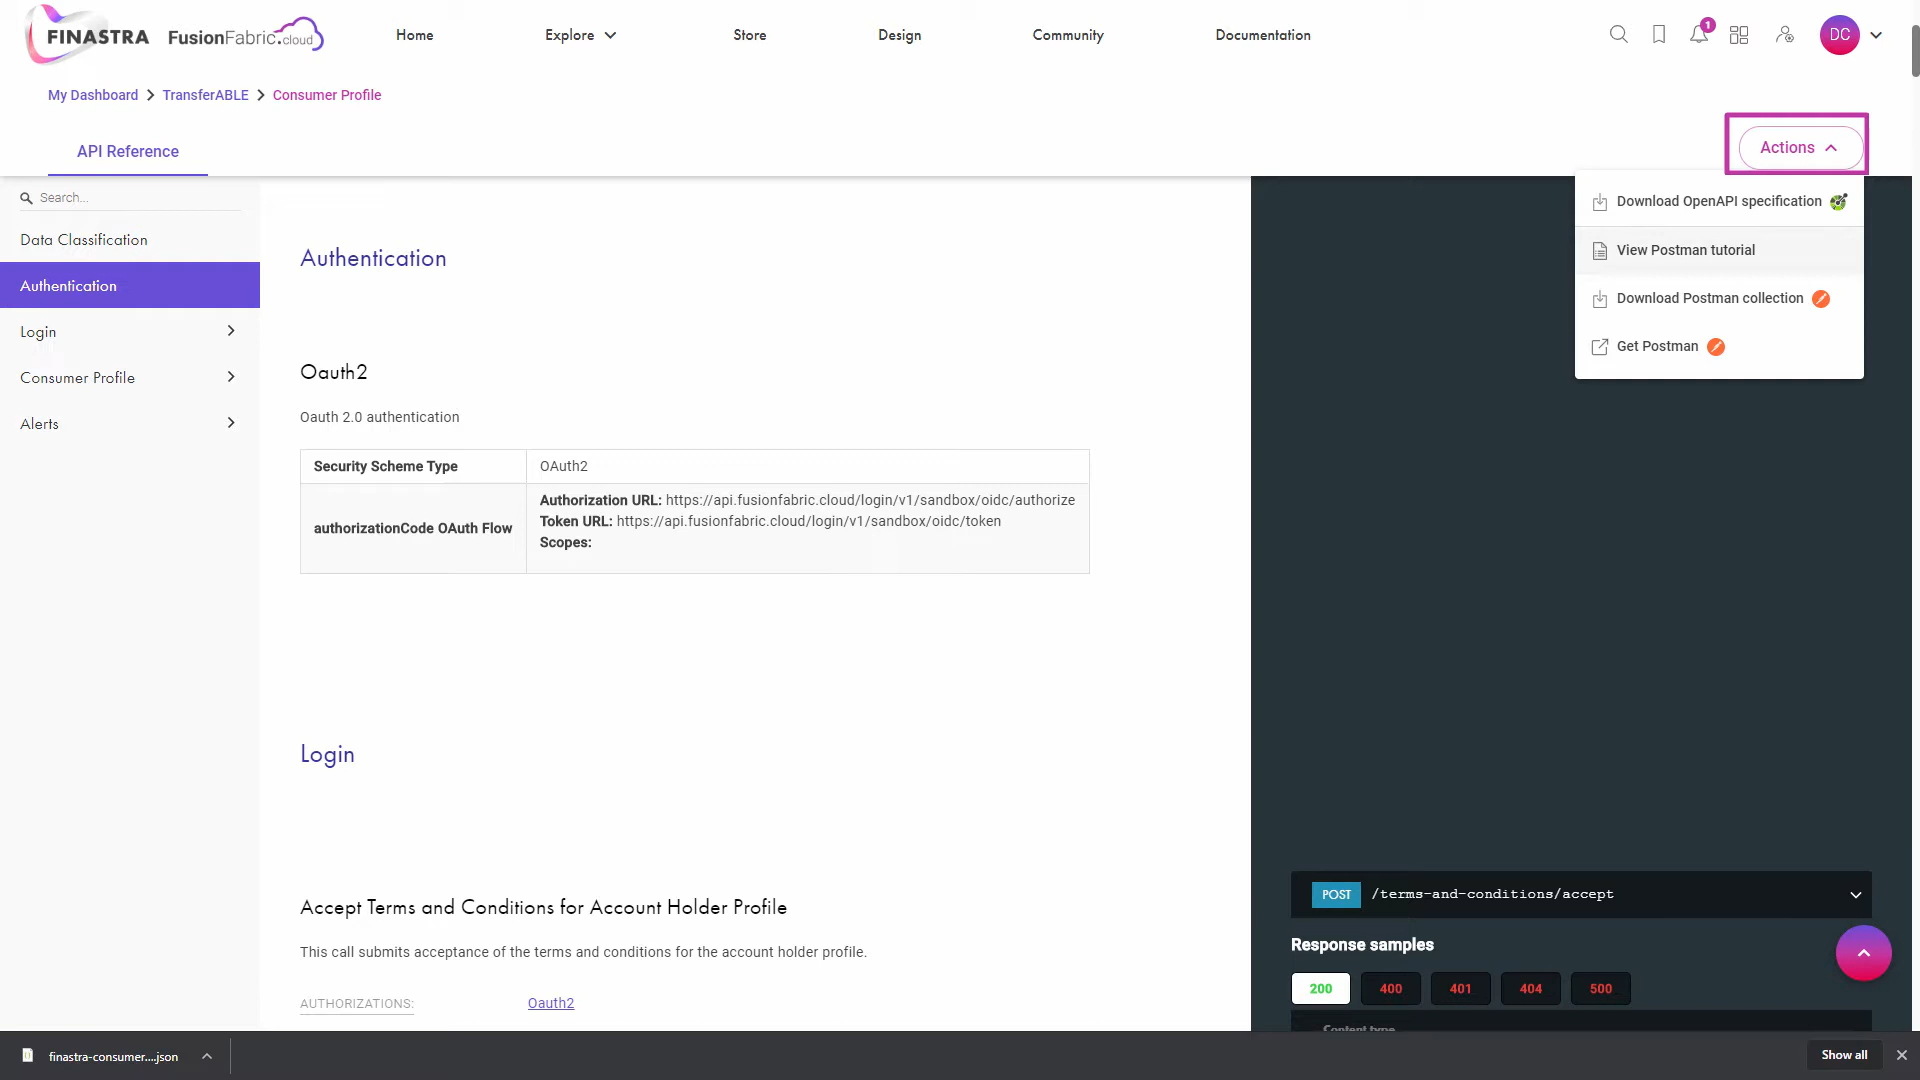 FINASTRA FusionFabric.cloud
Home
Explore
Store
Design
Community
Documentation
1
DC
My Dashboard > TransferABLE > Consumer Profile
API Reference
Actions
Download OpenAPI specification
View Postman tutorial
Download Postman collection
Get Postman
Search...
Data Classification
Authentication
Login
Consumer Profile
Alerts
Authentication
Oauth2
Oauth 2.0 authentication
Security Scheme Type OAuth2
authorizationCode OAuth Flow
Authorization URL: https://api.fusionfabric.cloud/login/v1/sandbox/oidc/authorize
Token URL: https://api.fusionfabric.cloud/login/v1/sandbox/oidc/token
Scopes:
Login
Accept Terms and Conditions for Account Holder Profile
This call submits acceptance of the terms and conditions for the account holder profile.
AUTHORIZATIONS: Oauth2
POST /terms-and-conditions/accept
Response samples
200 400 401 404 500
Content type
finastra-consumer....json
Show all